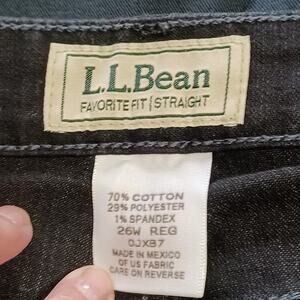 L.L.Bean
FAVORITE FIT | STRAIGHT
70% COTTON
29% POLYESTER
1% SPANDEX
26W REG
0JXB7
MADE IN MEXICO
OF US FABRIC
CARE ON REVERSE